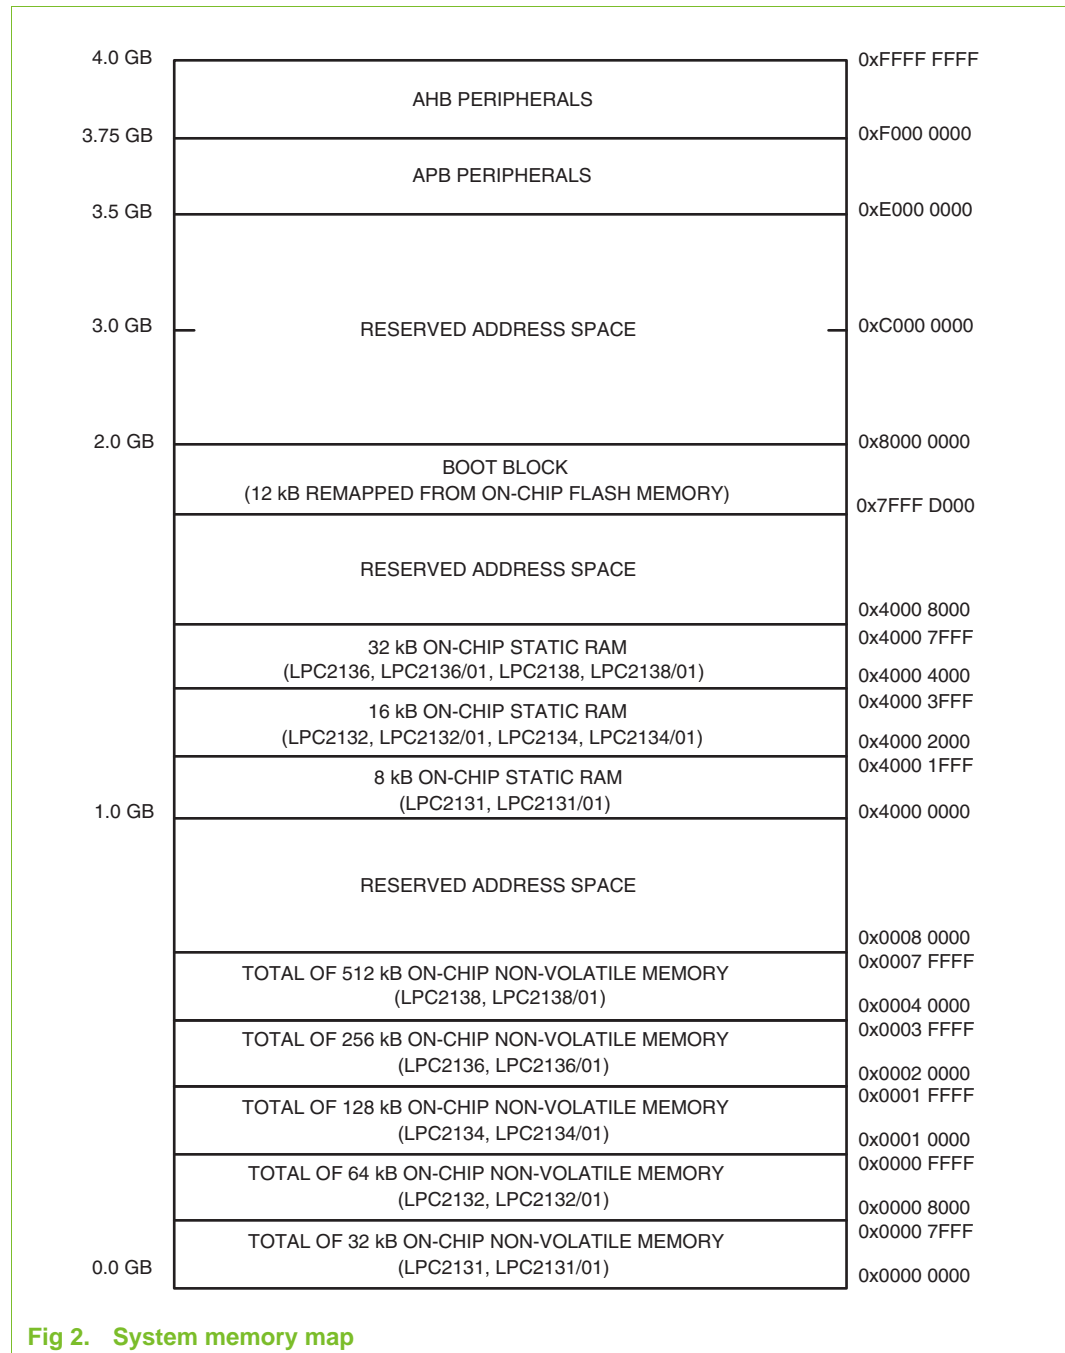 4.0 GB 0xFFFF FFFF
AHB PERIPHERALS
3.75 GB 0xF000 0000
APB PERIPHERALS
3.5 GB 0xE000 0000
3.0 GB RESERVED ADDRESS SPACE 0xC000 0000
2.0 GB 0x8000 0000
BOOT BLOCK
(12 kB REMAPPED FROM ON-CHIP FLASH MEMORY)
0x7FFF D000
RESERVED ADDRESS SPACE
0x4000 8000
0x4000 7FFF
32 kB ON-CHIP STATIC RAM
(LPC2136, LPC2136/01, LPC2138, LPC2138/01)
0x4000 4000
0x4000 3FFF
16 kB ON-CHIP STATIC RAM
(LPC2132, LPC2132/01, LPC2134, LPC2134/01)
0x4000 2000
0x4000 1FFF
8 kB ON-CHIP STATIC RAM
(LPC2131, LPC2131/01)
1.0 GB 0x4000 0000
RESERVED ADDRESS SPACE
0x0008 0000
0x0007 FFFF
TOTAL OF 512 kB ON-CHIP NON-VOLATILE MEMORY
(LPC2138, LPC2138/01)
0x0004 0000
0x0003 FFFF
TOTAL OF 256 kB ON-CHIP NON-VOLATILE MEMORY
(LPC2136, LPC2136/01)
0x0002 0000
0x0001 FFFF
TOTAL OF 128 kB ON-CHIP NON-VOLATILE MEMORY
(LPC2134, LPC2134/01)
0x0001 0000
0x0000 FFFF
TOTAL OF 64 kB ON-CHIP NON-VOLATILE MEMORY
(LPC2132, LPC2132/01)
0x0000 8000
0x0000 7FFF
TOTAL OF 32 kB ON-CHIP NON-VOLATILE MEMORY
(LPC2131, LPC2131/01)
0.0 GB 0x0000 0000
Fig 2. System memory map